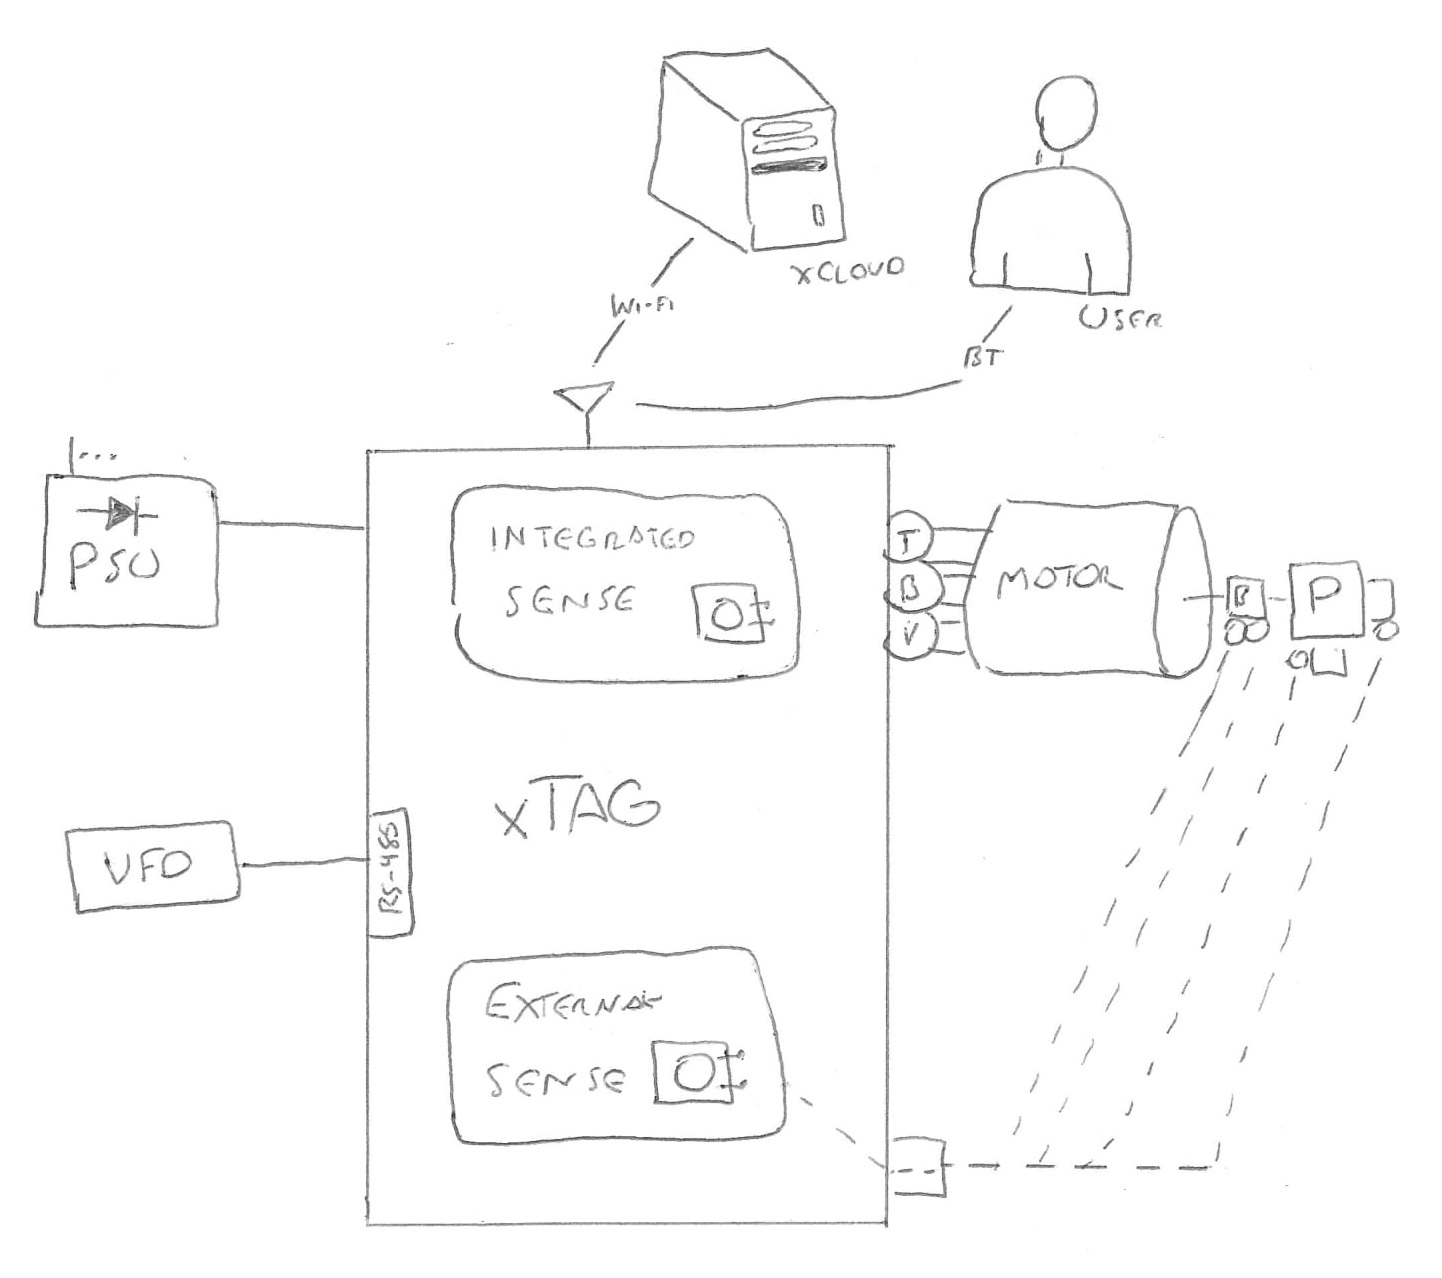 xCLOUD
USER
Wi-Fi
BT
PSU
INTEGRATED
SENSE
T
B
V
MOTOR
B
P
xTAG
VFD
RS-485
EXTERNAL
SENSE